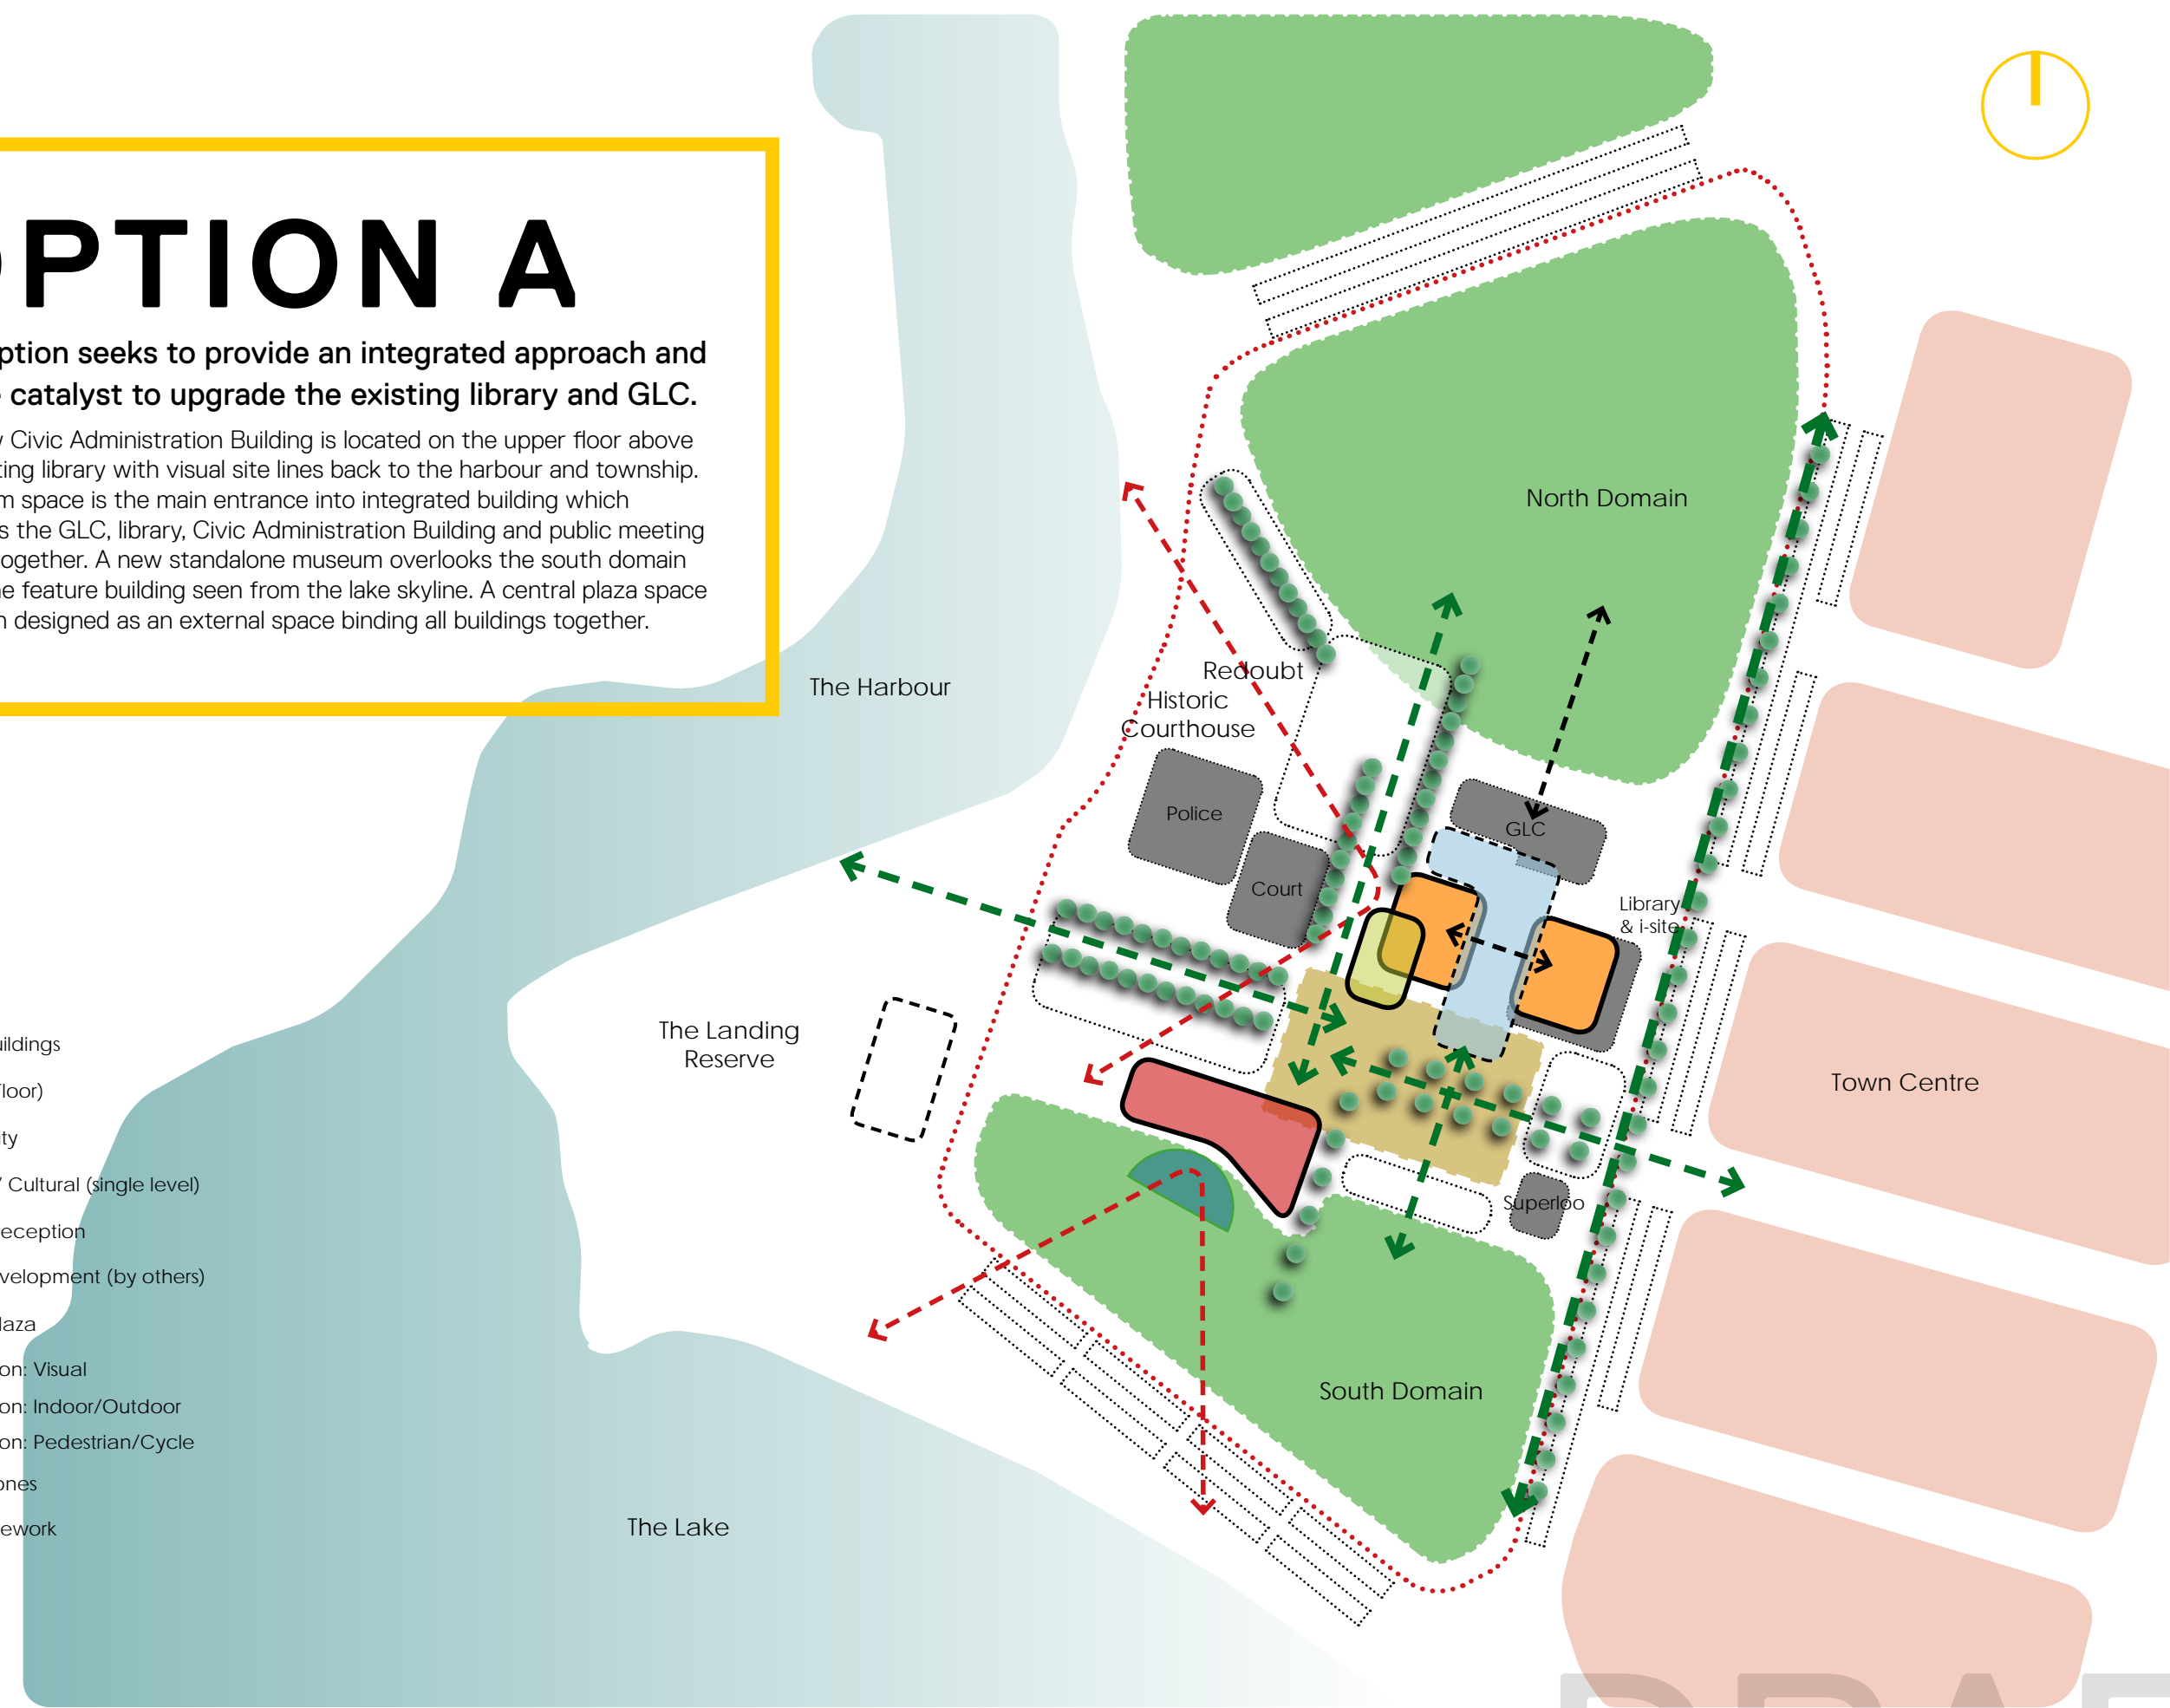 OPTION A
ption seeks to provide an integrated approach and
catalyst to upgrade the existing library and GLC.
Civic Administration Building is located on the upper floor above
ting library with visual site lines back to the harbour and township.
m space is the main entrance into integrated building which
s the GLC, library, Civic Administration Building and public meeting
ogether. A new standalone museum overlooks the south domain
e feature building seen from the lake skyline. A central plaza space
n designed as an external space binding all buildings together.
North Domain
The Harbour
Redoubt
Historic
Courthouse
Police
GLC
Court
Library
& i-site
The Landing
Reserve
Town Centre
Superloo
South Domain
The Lake
uildings
loor)
ity
/ Cultural (single level)
eception
velopment (by others)
laza
on: Visual
on: Indoor/Outdoor
on: Pedestrian/Cycle
ones
ework